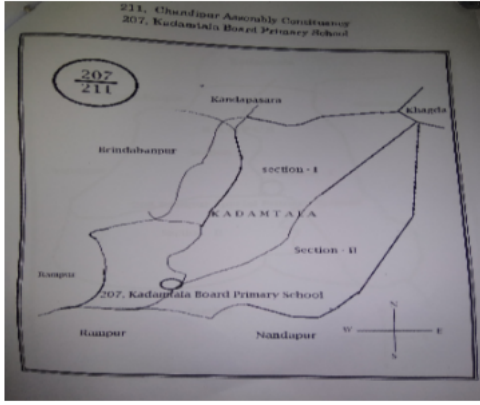 211, Chandipur Assembly Constituency
207, Kadamtala Board Primary School
207
211
Kandapasara
Khagda
Brindabanpur
section - I
KADAMTALA
Section - II
Rampur
207, Kadamtala Board Primary School
Rampur
Nandapur
N
W E
S